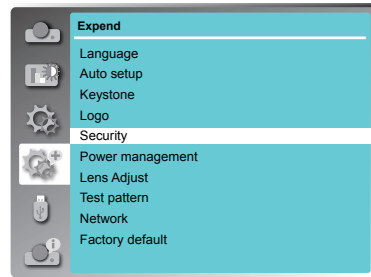 Expend
Language
Auto setup
Keystone
Logo
Security
Power management
Lens Adjust
Test pattern
Network
Factory default